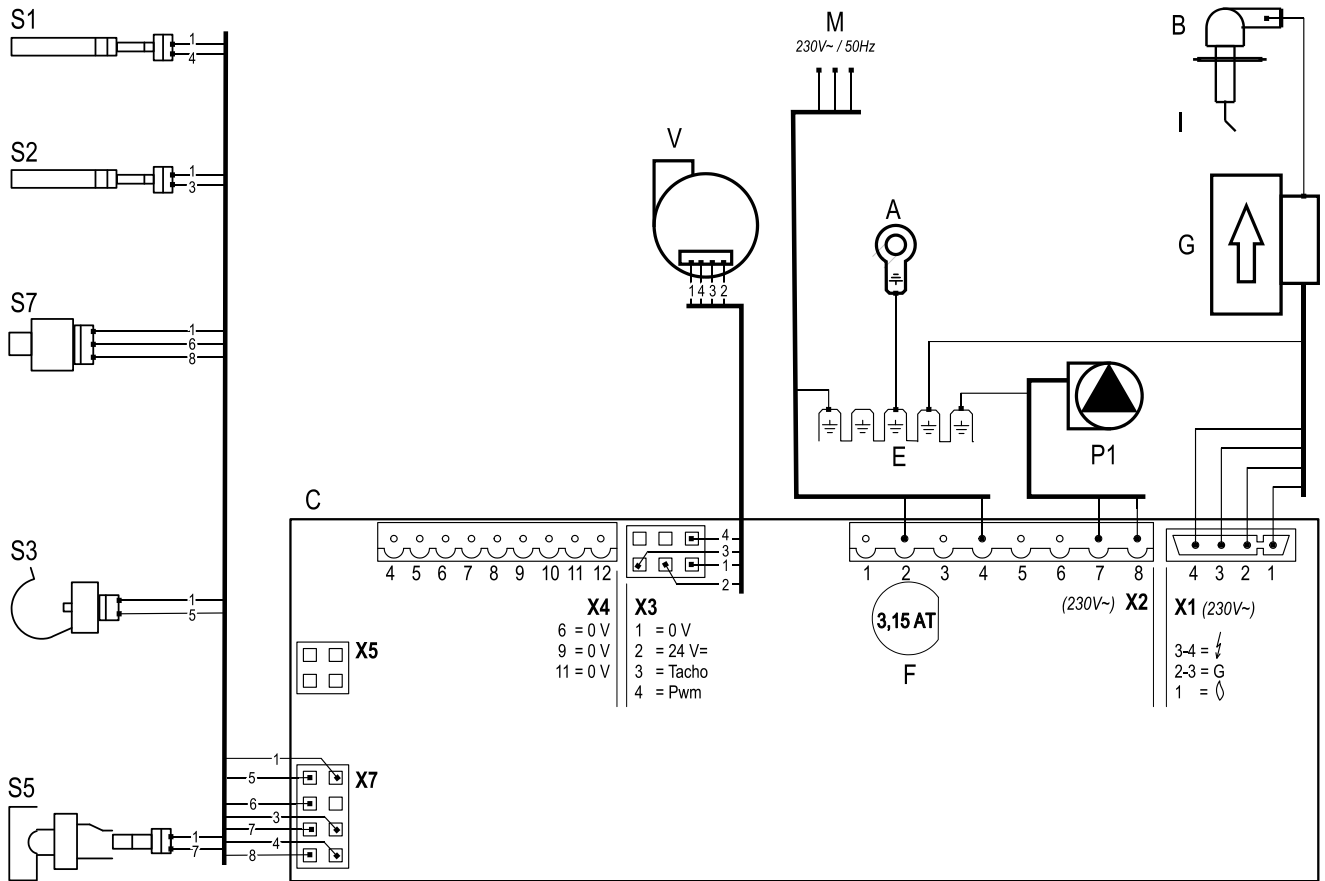 S1
1
4
S2
1
3
S7
1
6
8
S3
1
5
S5
1
7
M
230V~ / 50Hz
V
1 4 3 2
A
E
P1
B
I
G
C
4 5 6 7 8 9 10 11 12
X4
6 = 0 V
9 = 0 V
11 = 0 V
4
3
1
2
X3
1 = 0 V
2 = 24 V=
3 = Tacho
4 = Pwm
1 2 3 4 5 6 7 8
(230V~) X2
3,15 AT
F
4 3 2 1
X1 (230V~)
3-4 =
2-3 = G
1 =
X5
X7
1
5
6
3
7
4
8